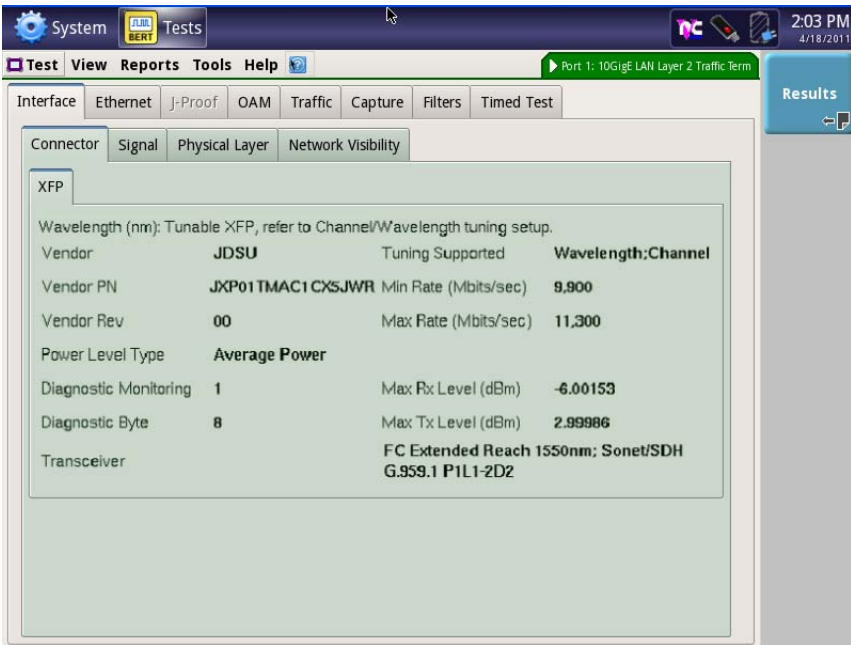 System BERT Tests 2:03 PM
4/18/2011
Test View Reports Tools Help Port 1: 10GigE LAN Layer 2 Traffic Term
Results
Interface Ethernet J-Proof OAM Traffic Capture Filters Timed Test
Connector Signal Physical Layer Network Visibility
XFP
Wavelength (nm): Tunable XFP, refer to Channel/Wavelength tuning setup.
Vendor JDSU Tuning Supported Wavelength;Channel
Vendor PN JXP01TMAC1CX5JWR Min Rate (Mbits/sec) 9,900
Vendor Rev 00 Max Rate (Mbits/sec) 11,300
Power Level Type Average Power
Diagnostic Monitoring 1 Max Rx Level (dBm) -6.00153
Diagnostic Byte 8 Max Tx Level (dBm) 2.99986
Transceiver FC Extended Reach 1550nm; Sonet/SDH
G.959.1 P1L1-2D2